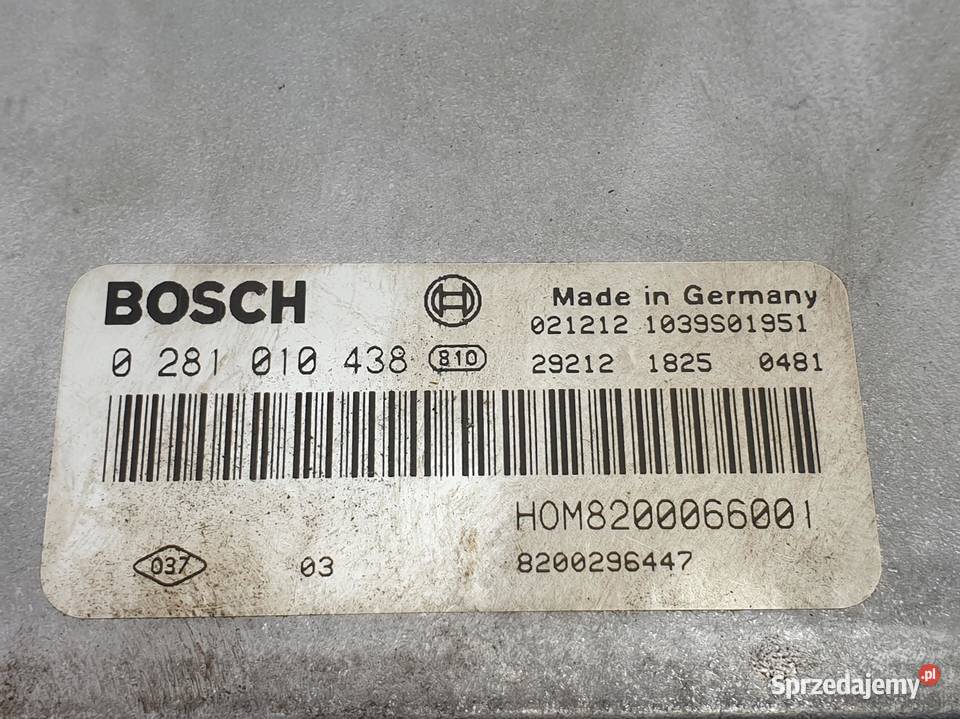 BOSCH
Made in Germany
021212 1039S01951
0 281 010 438 810 29212 1825 0481
HOM8200066001
037 03 8200296447
Sprzedajemy.pl